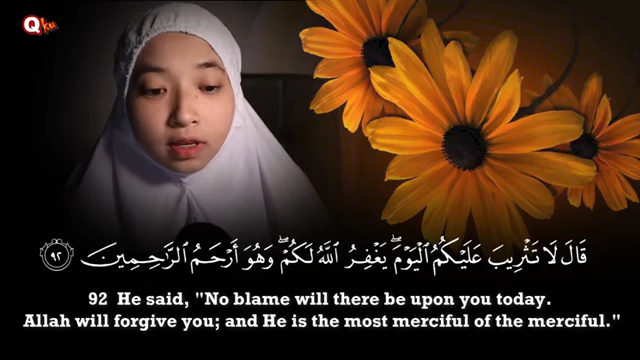 Qku
قَالَ لَا تَثْرِيبَ عَلَيْكُمُ ٱلْيَوْمَ ۖ يَغْفِرُ ٱللَّهُ لَكُمْ ۖ وَهُوَ أَرْحَمُ ٱلرَّٰحِمِينَ ٩٢
92 He said, "No blame will there be upon you today.
Allah will forgive you; and He is the most merciful of the merciful."